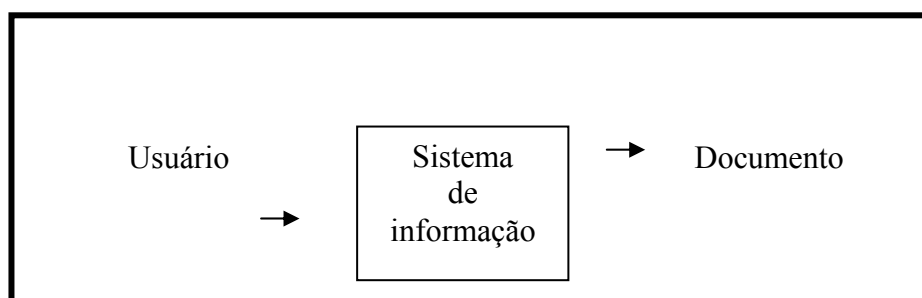 Usuário
Sistema
de
informação
Documento